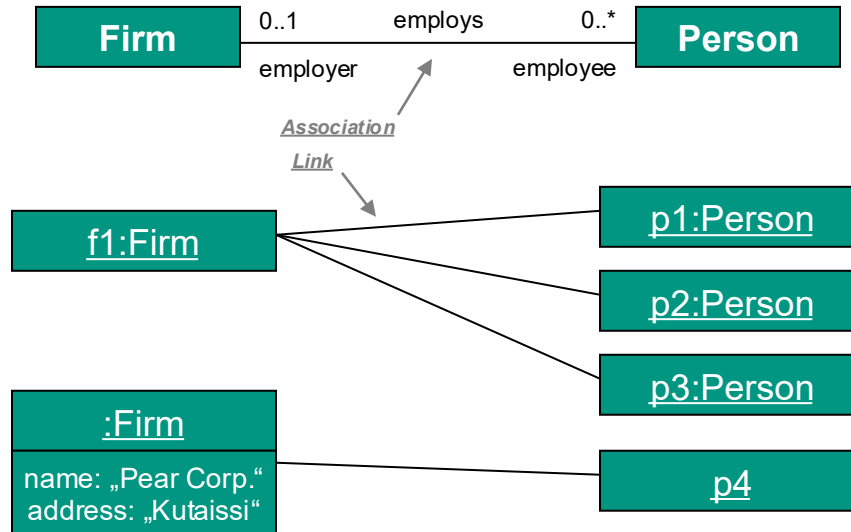 Firm
0..1
employs
0..*
Person
employer
employee
Association
Link
f1:Firm
p1:Person
p2:Person
p3:Person
:Firm
name: „Pear Corp.“
address: „Kutaissi“
p4